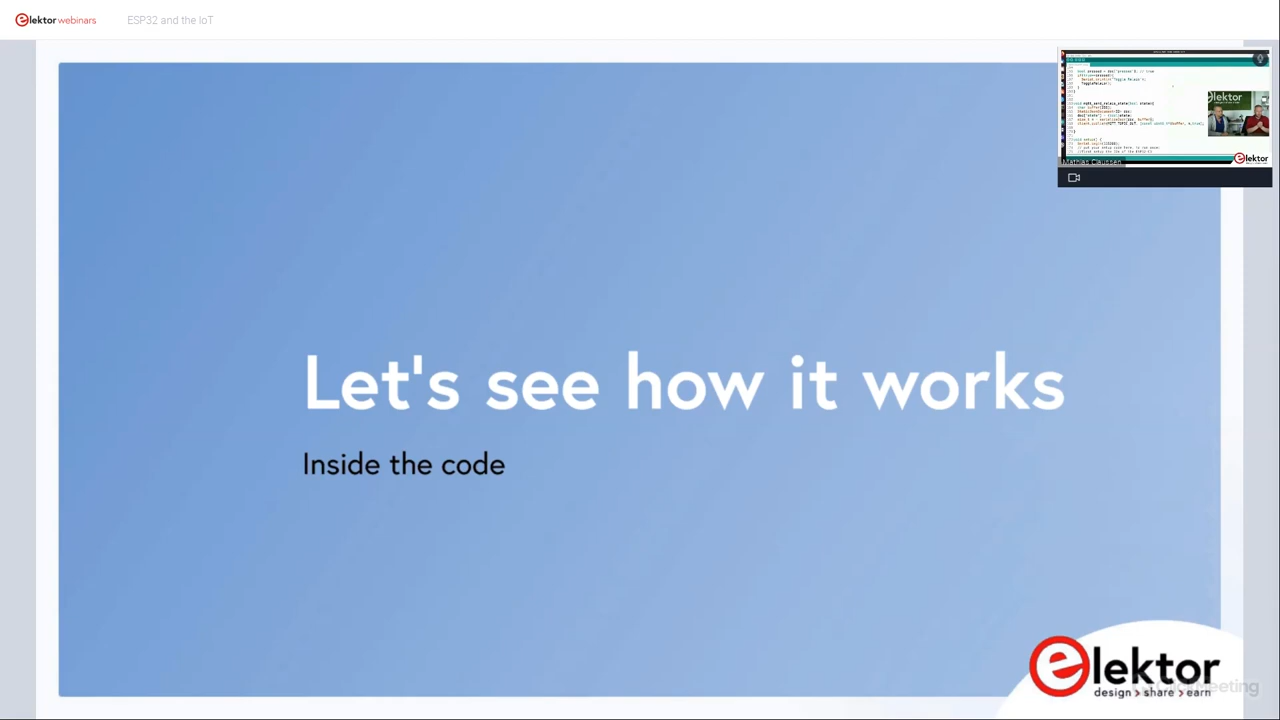 elektor webinars
ESP32 and the IoT
Mathias Claussen
elektor
Let's see how it works
Inside the code
elektor
design > share > earn